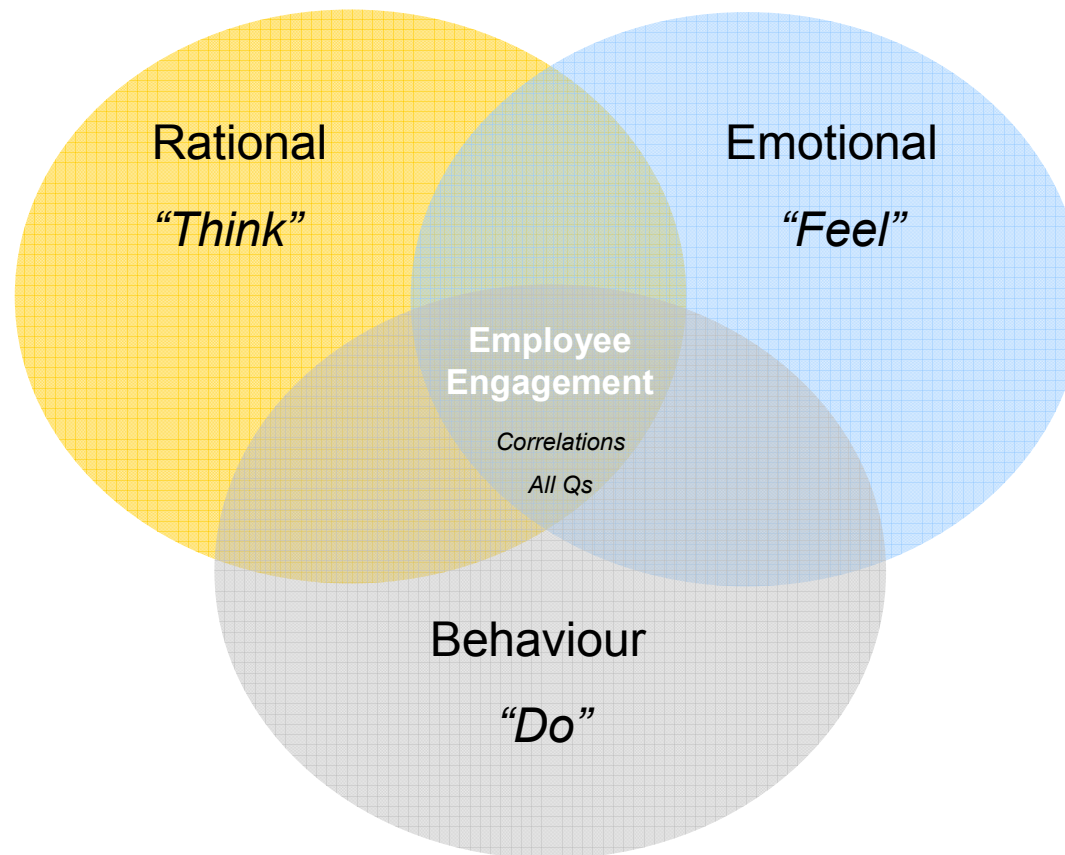 Rational
“Think”
Emotional
“Feel”
Employee
Engagement
Correlations
All Qs
Behaviour
“Do”